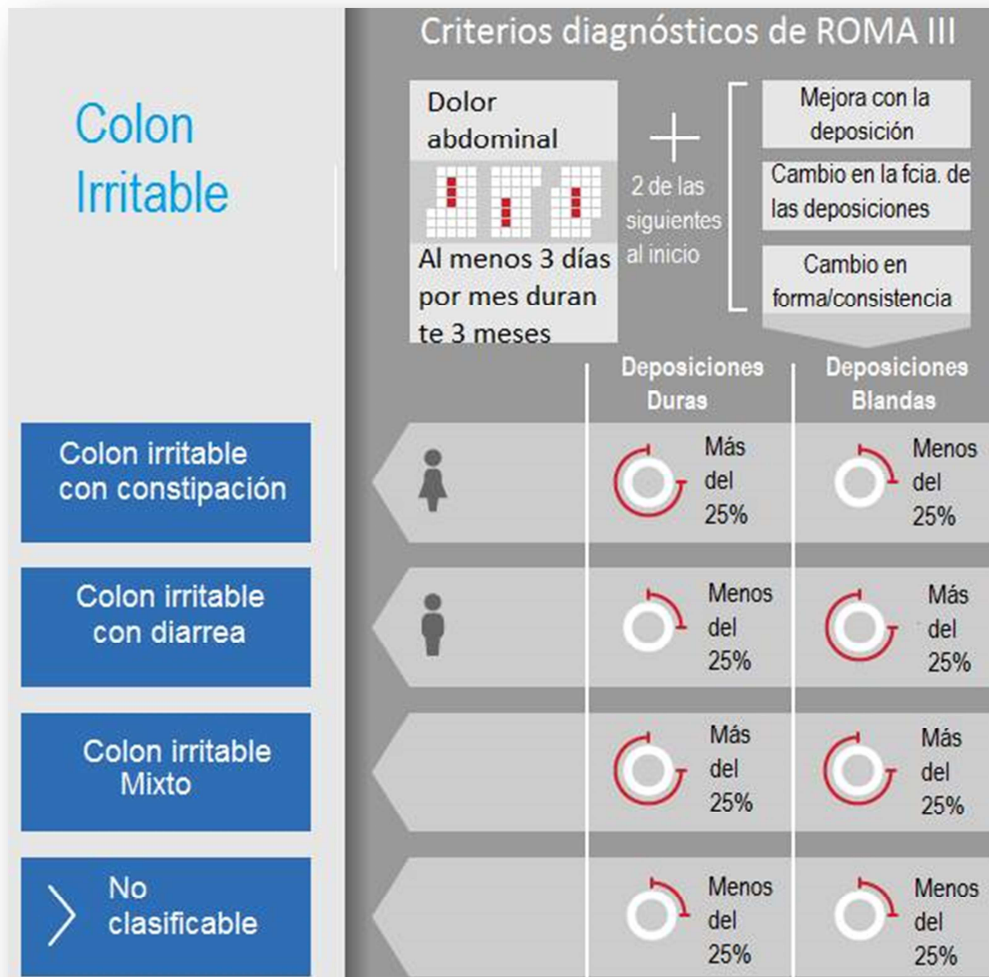 Criterios diagnósticos de ROMA III
Colon
Irritable
Dolor
abdominal
Al menos 3 días
por mes duran
te 3 meses
2 de las
siguientes
al inicio
Mejora con la
deposición
Cambio en la fcia. de
las deposiciones
Cambio en
forma/consistencia
Deposiciones
Duras
Deposiciones
Blandas
Colon irritable
con constipación
Más
del
25%
Menos
del
25%
Colon irritable
con diarrea
Menos
del
25%
Más
del
25%
Colon irritable
Mixto
Más
del
25%
Más
del
25%
No
clasificable
Menos
del
25%
Menos
del
25%